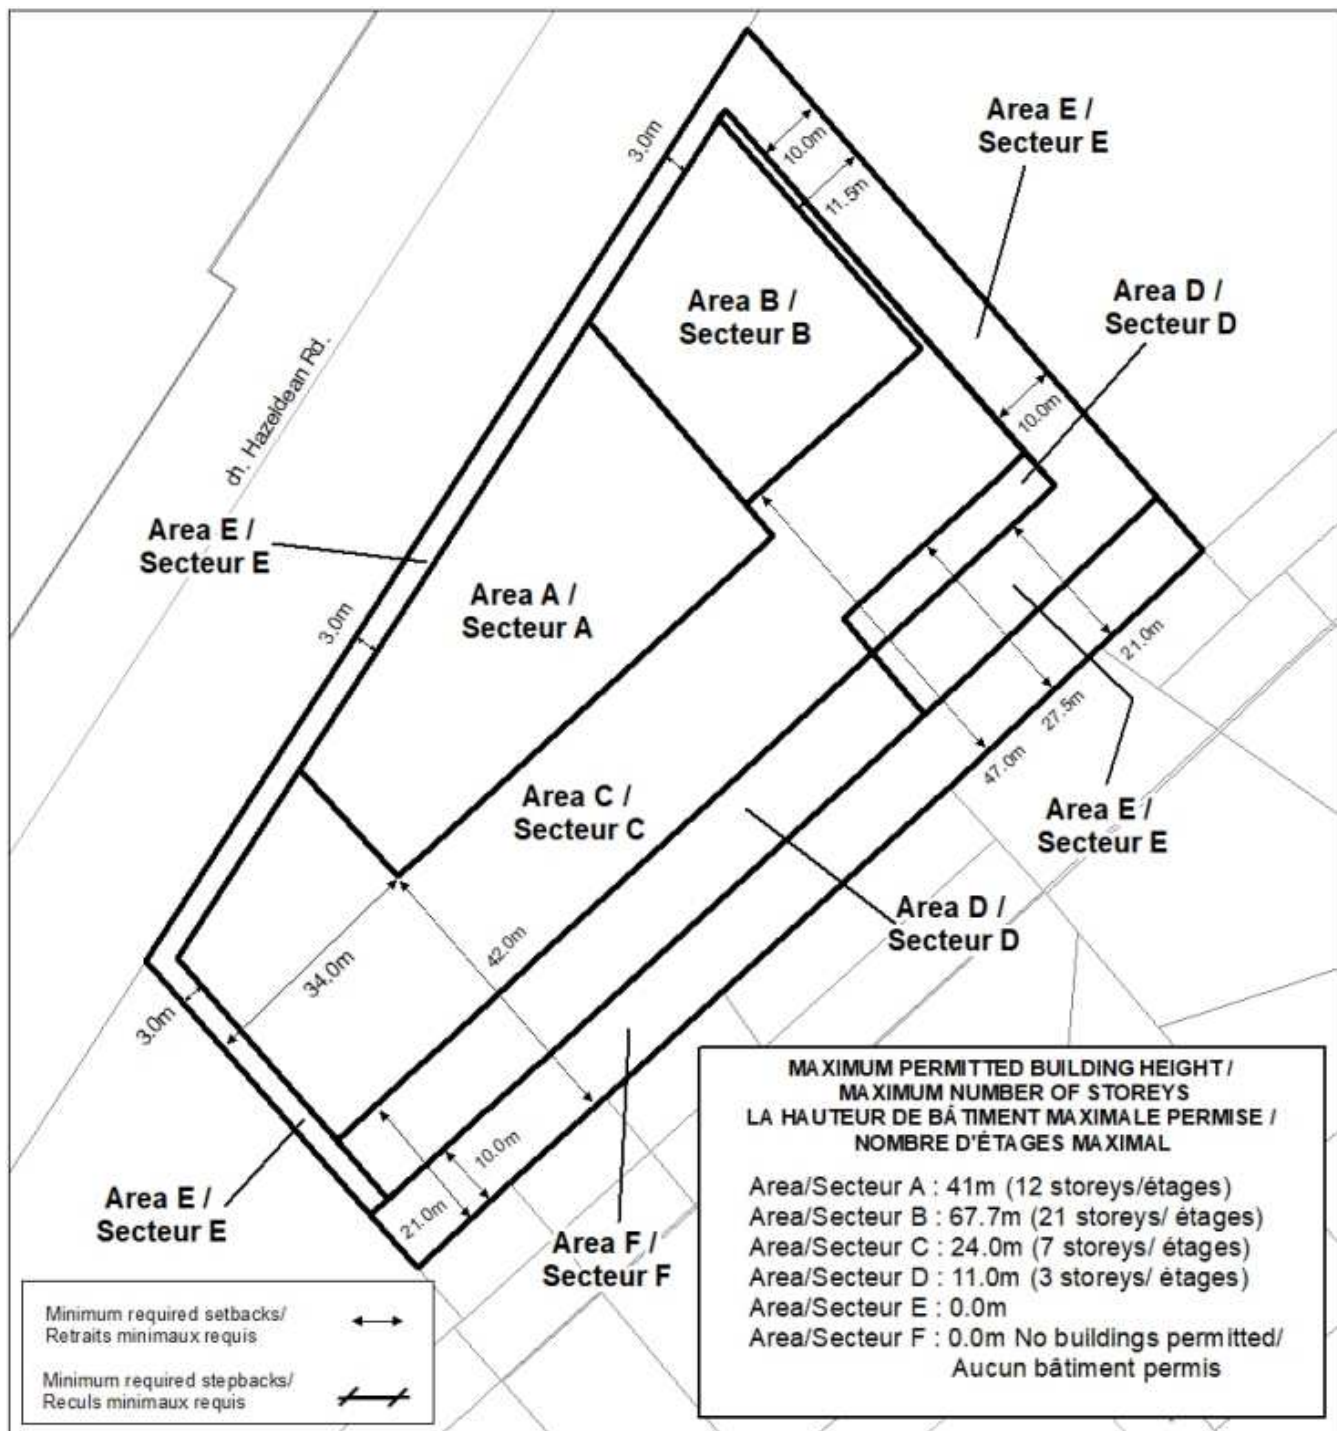 Area E /
Secteur E
3.0m
10.0m
11.5m
Area B /
Secteur B
Area D /
Secteur D
10.0m
ch. Hazeldean Rd.
Area E /
Secteur E
Area A /
Secteur A
3.0m
21.0m
27.5m
47.0m
Area C /
Secteur C
Area E /
Secteur E
Area D /
Secteur D
42.0m
34.0m
3.0m
10.0m
21.0m
Area E /
Secteur E
Area F /
Secteur F
MAXIMUM PERMITTED BUILDING HEIGHT /
MAXIMUM NUMBER OF STOREYS
LA HAUTEUR DE BÂTIMENT MAXIMALE PERMISE /
NOMBRE D'ÉTAGES MAXIMAL
Area/Secteur A : 41m (12 storeys/étages)
Area/Secteur B : 67.7m (21 storeys/ étages)
Area/Secteur C : 24.0m (7 storeys/ étages)
Area/Secteur D : 11.0m (3 storeys/ étages)
Area/Secteur E : 0.0m
Area/Secteur F : 0.0m No buildings permitted/
Aucun bâtiment permis
Minimum required setbacks/
Retraits minimaux requis
Minimum required stepbacks/
Reculs minimaux requis